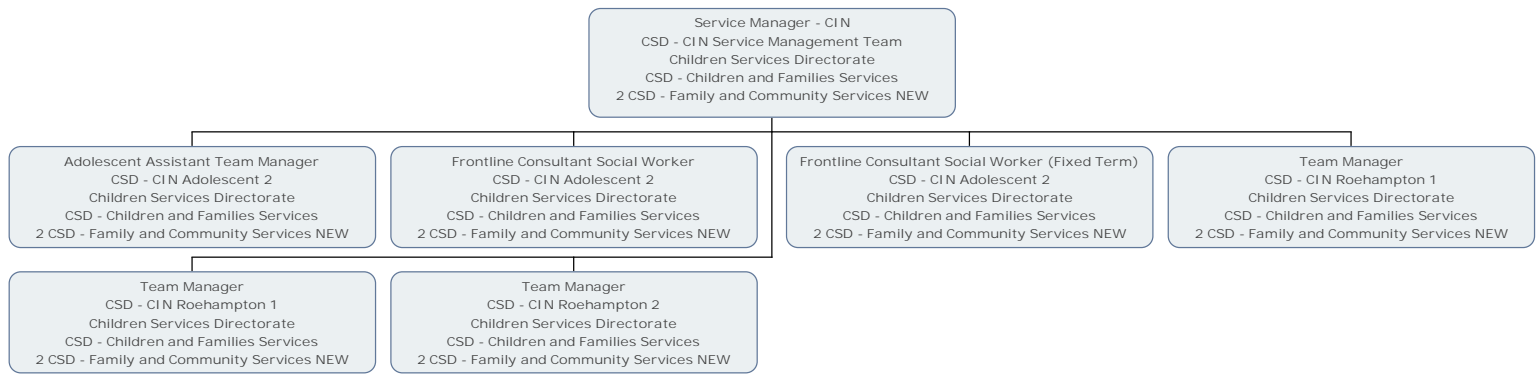 Service Manager - CIN
CSD - CIN Service Management Team
Children Services Directorate
CSD - Children and Families Services
2 CSD - Family and Community Services NEW
Adolescent Assistant Team Manager
CSD - CIN Adolescent 2
Children Services Directorate
CSD - Children and Families Services
2 CSD - Family and Community Services NEW
Frontline Consultant Social Worker
CSD - CIN Adolescent 2
Children Services Directorate
CSD - Children and Families Services
2 CSD - Family and Community Services NEW
Frontline Consultant Social Worker (Fixed Term)
CSD - CIN Adolescent 2
Children Services Directorate
CSD - Children and Families Services
2 CSD - Family and Community Services NEW
Team Manager
CSD - CIN Roehampton 1
Children Services Directorate
CSD - Children and Families Services
2 CSD - Family and Community Services NEW
Team Manager
CSD - CIN Roehampton 1
Children Services Directorate
CSD - Children and Families Services
2 CSD - Family and Community Services NEW
Team Manager
CSD - CIN Roehampton 2
Children Services Directorate
CSD - Children and Families Services
2 CSD - Family and Community Services NEW